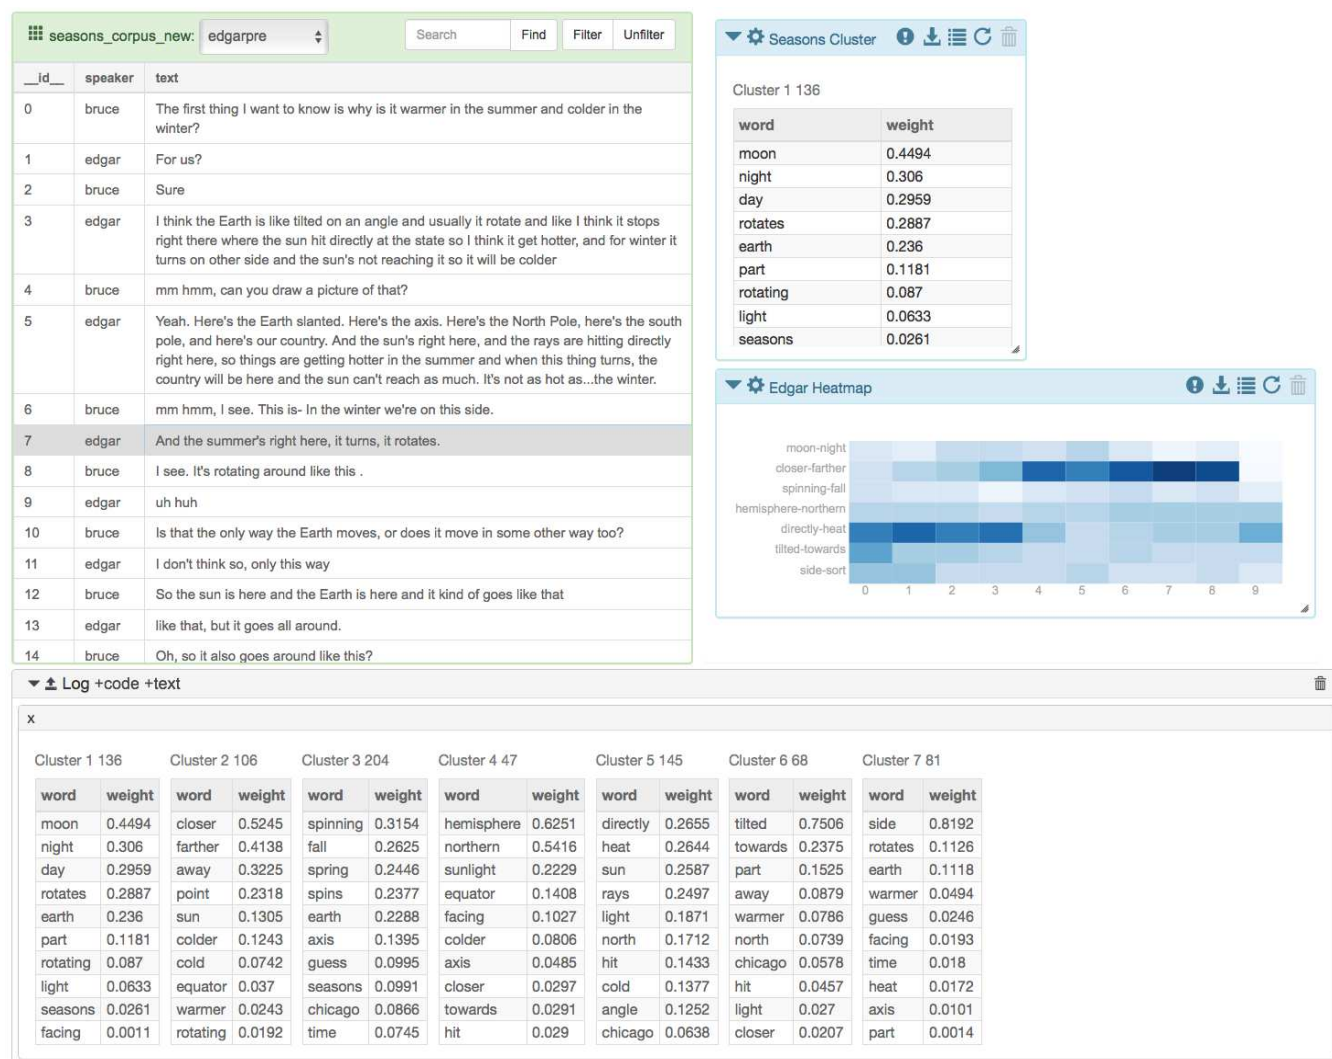 seasons_corpus_new: edgarpre Search Find Filter Unfilter
__id__ speaker text
0 bruce The first thing I want to know is why is it warmer in the summer and colder in the
winter?
1 edgar For us?
2 bruce Sure
3 edgar I think the Earth is like tilted on an angle and usually it rotate and like I think it stops
right there where the sun hit directly at the state so I think it get hotter, and for winter it
turns on other side and the sun's not reaching it so it will be colder
4 bruce mm hmm, can you draw a picture of that?
5 edgar Yeah. Here's the Earth slanted. Here's the axis. Here's the North Pole, here's the south
pole, and here's our country. And the sun's right here, and the rays are hitting directly
right here, so things are getting hotter in the summer and when this thing turns, the
country will be here and the sun can't reach as much. It's not as hot as...the winter.
6 bruce mm hmm, I see. This is- In the winter we're on this side.
7 edgar And the summer's right here, it turns, it rotates.
8 bruce I see. It's rotating around like this .
9 edgar uh huh
10 bruce Is that the only way the Earth moves, or does it move in some other way too?
11 edgar I don't think so, only this way
12 bruce So the sun is here and the Earth is here and it kind of goes like that
13 edgar like that, but it goes all around.
14 bruce Oh, so it also goes around like this?
Seasons Cluster
Cluster 1 136
word weight
moon 0.4494
night 0.306
day 0.2959
rotates 0.2887
earth 0.236
part 0.1181
rotating 0.087
light 0.0633
seasons 0.0261
Edgar Heatmap
moon-night
closer-farther
spinning-fall
hemisphere-northern
directly-heat
tilted-towards
side-sort
0 1 2 3 4 5 6 7 8 9
Log +code +text
x
Cluster 1 136 Cluster 2 106 Cluster 3 204 Cluster 4 47 Cluster 5 145 Cluster 6 68 Cluster 7 81
word weight word weight word weight word weight word weight word weight word weight
moon 0.4494 closer 0.5245 spinning 0.3154 hemisphere 0.6251 directly 0.2655 tilted 0.7506 side 0.8192
night 0.306 farther 0.4138 fall 0.2625 northern 0.5416 heat 0.2644 towards 0.2375 rotates 0.1126
day 0.2959 away 0.3225 spring 0.2446 sunlight 0.2229 sun 0.2587 part 0.1525 earth 0.1118
rotates 0.2887 point 0.2318 spins 0.2377 equator 0.1408 rays 0.2497 away 0.0879 warmer 0.0494
earth 0.236 sun 0.1305 earth 0.2288 facing 0.1027 light 0.1871 warmer 0.0786 guess 0.0246
part 0.1181 colder 0.1243 axis 0.1395 colder 0.0806 north 0.1712 north 0.0739 facing 0.0193
rotating 0.087 cold 0.0742 guess 0.0995 axis 0.0485 hit 0.1433 chicago 0.0578 time 0.018
light 0.0633 equator 0.037 seasons 0.0991 closer 0.0297 cold 0.1377 hit 0.0457 heat 0.0172
seasons 0.0261 warmer 0.0243 chicago 0.0866 towards 0.0291 angle 0.1252 light 0.027 axis 0.0101
facing 0.0011 rotating 0.0192 time 0.0745 hit 0.029 chicago 0.0638 closer 0.0207 part 0.0014